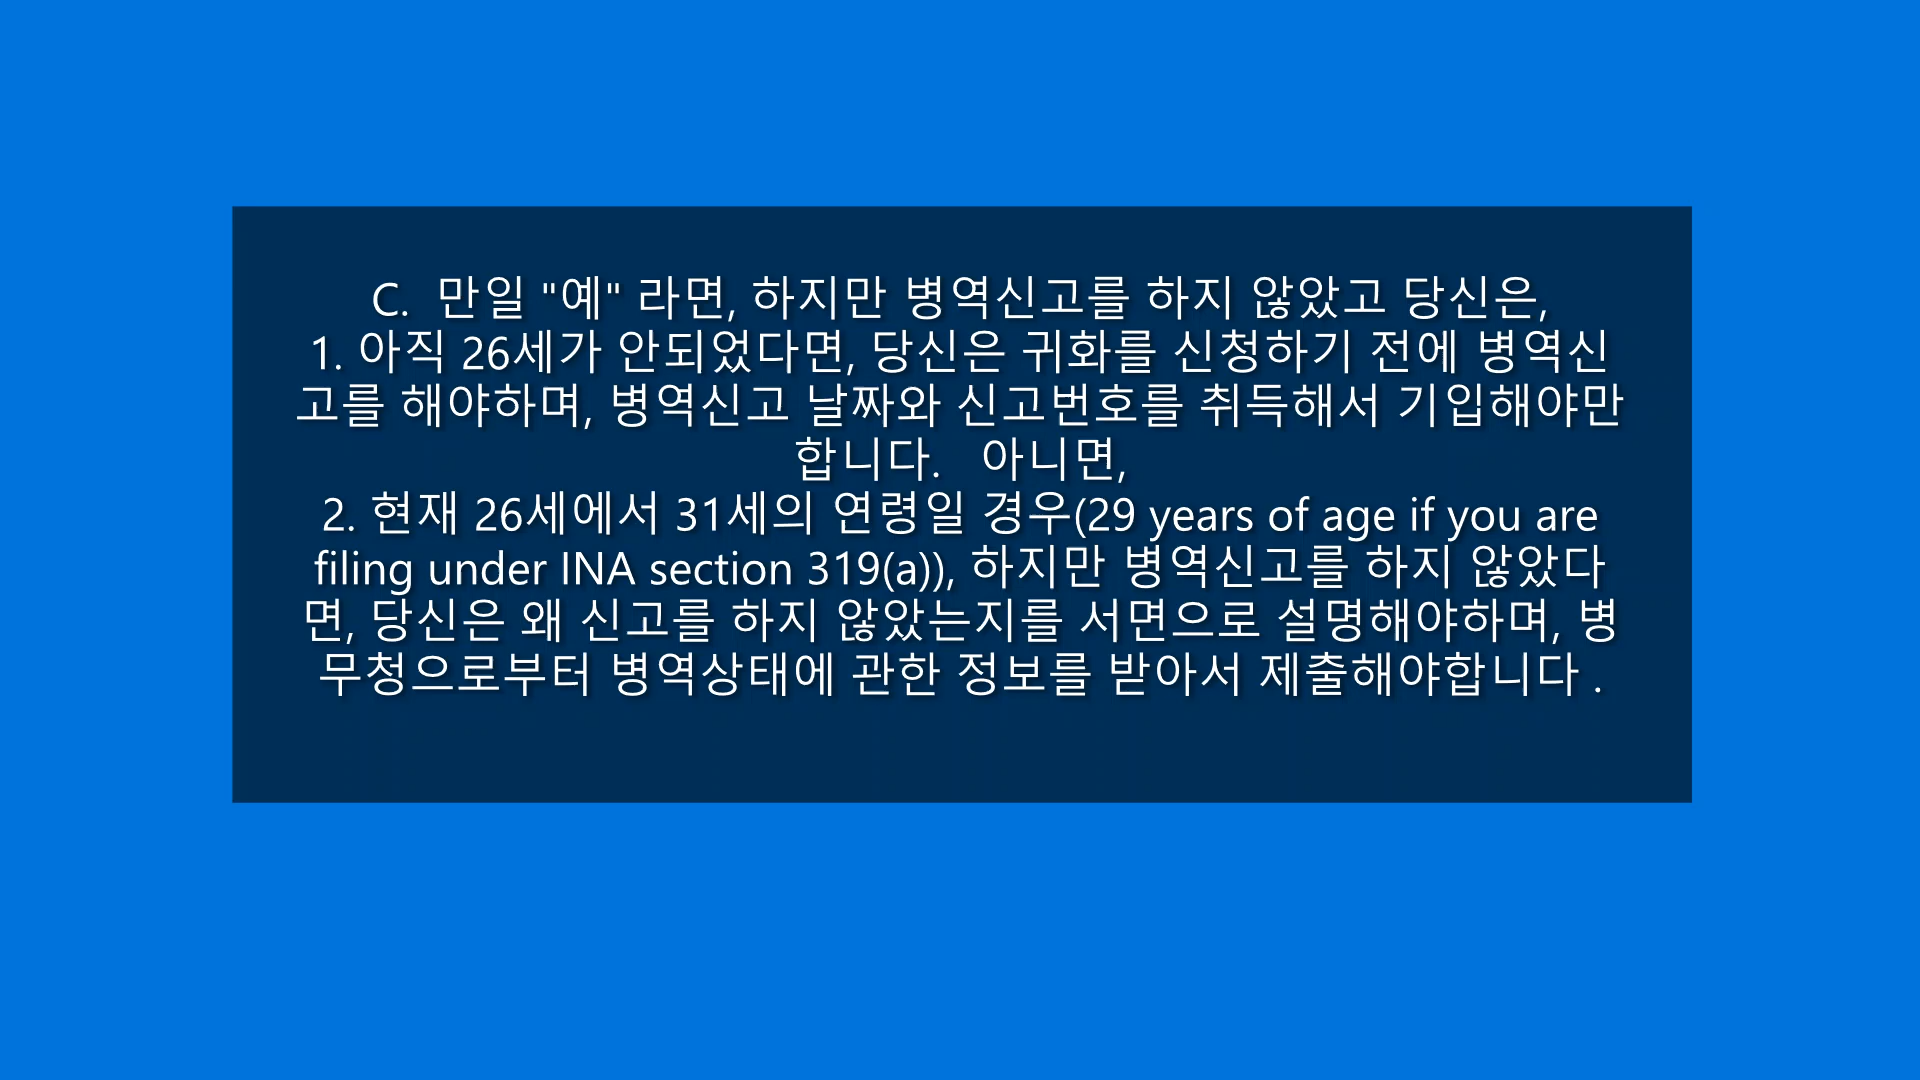 C.  만일 "예" 라면, 하지만 병역신고를 하지 않았고 당신은,
1. 아직 26세가 안되었다면, 당신은 귀화를 신청하기 전에 병역신
고를 해야하며, 병역신고 날짜와 신고번호를 취득해서 기입해야만
합니다.   아니면,
2. 현재 26세에서 31세의 연령일 경우(29 years of age if you are
filing under INA section 319(a)), 하지만 병역신고를 하지 않았다
면, 당신은 왜 신고를 하지 않았는지를 서면으로 설명해야하며, 병
무청으로부터 병역상태에 관한 정보를 받아서 제출해야합니다 .